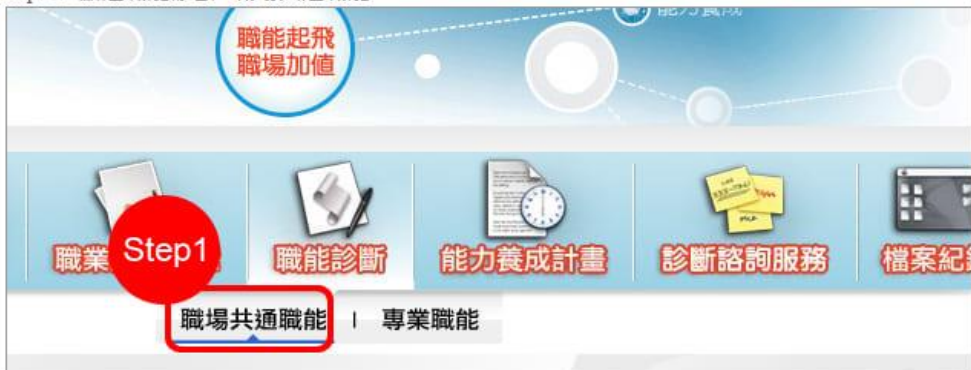 職能起飛
職場加值
Step1
職業
職能診斷
能力養成計畫
診斷諮詢服務
檔案紀
職場共通職能 | 專業職能